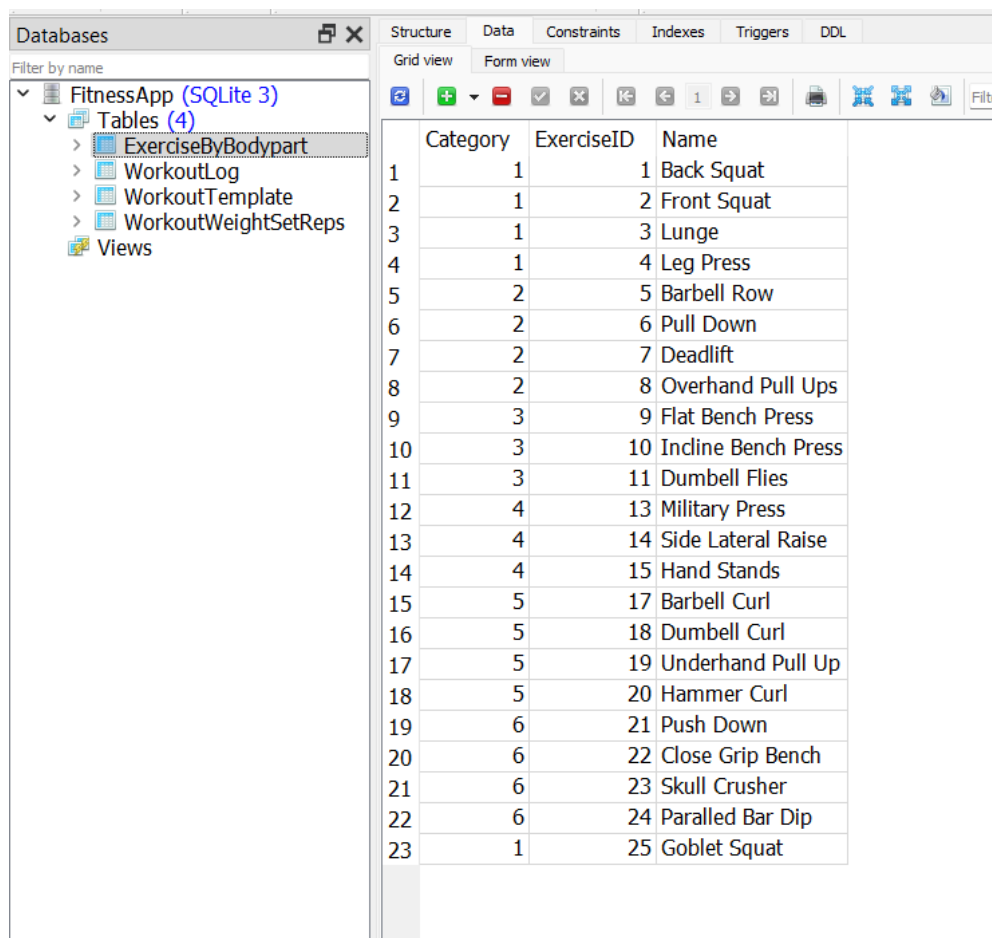 Databases
Filter by name
FitnessApp (SQLite 3)
Tables (4)
ExerciseByBodypart
WorkoutLog
WorkoutTemplate
WorkoutWeightSetReps
Views
Structure Data Constraints Indexes Triggers DDL
Grid view Form view
1
Category ExerciseID Name
1 1 1 Back Squat
2 1 2 Front Squat
3 1 3 Lunge
4 1 4 Leg Press
5 2 5 Barbell Row
6 2 6 Pull Down
7 2 7 Deadlift
8 2 8 Overhand Pull Ups
9 3 9 Flat Bench Press
10 3 10 Incline Bench Press
11 3 11 Dumbell Flies
12 4 13 Military Press
13 4 14 Side Lateral Raise
14 4 15 Hand Stands
15 5 17 Barbell Curl
16 5 18 Dumbell Curl
17 5 19 Underhand Pull Up
18 5 20 Hammer Curl
19 6 21 Push Down
20 6 22 Close Grip Bench
21 6 23 Skull Crusher
22 6 24 Paralled Bar Dip
23 1 25 Goblet Squat